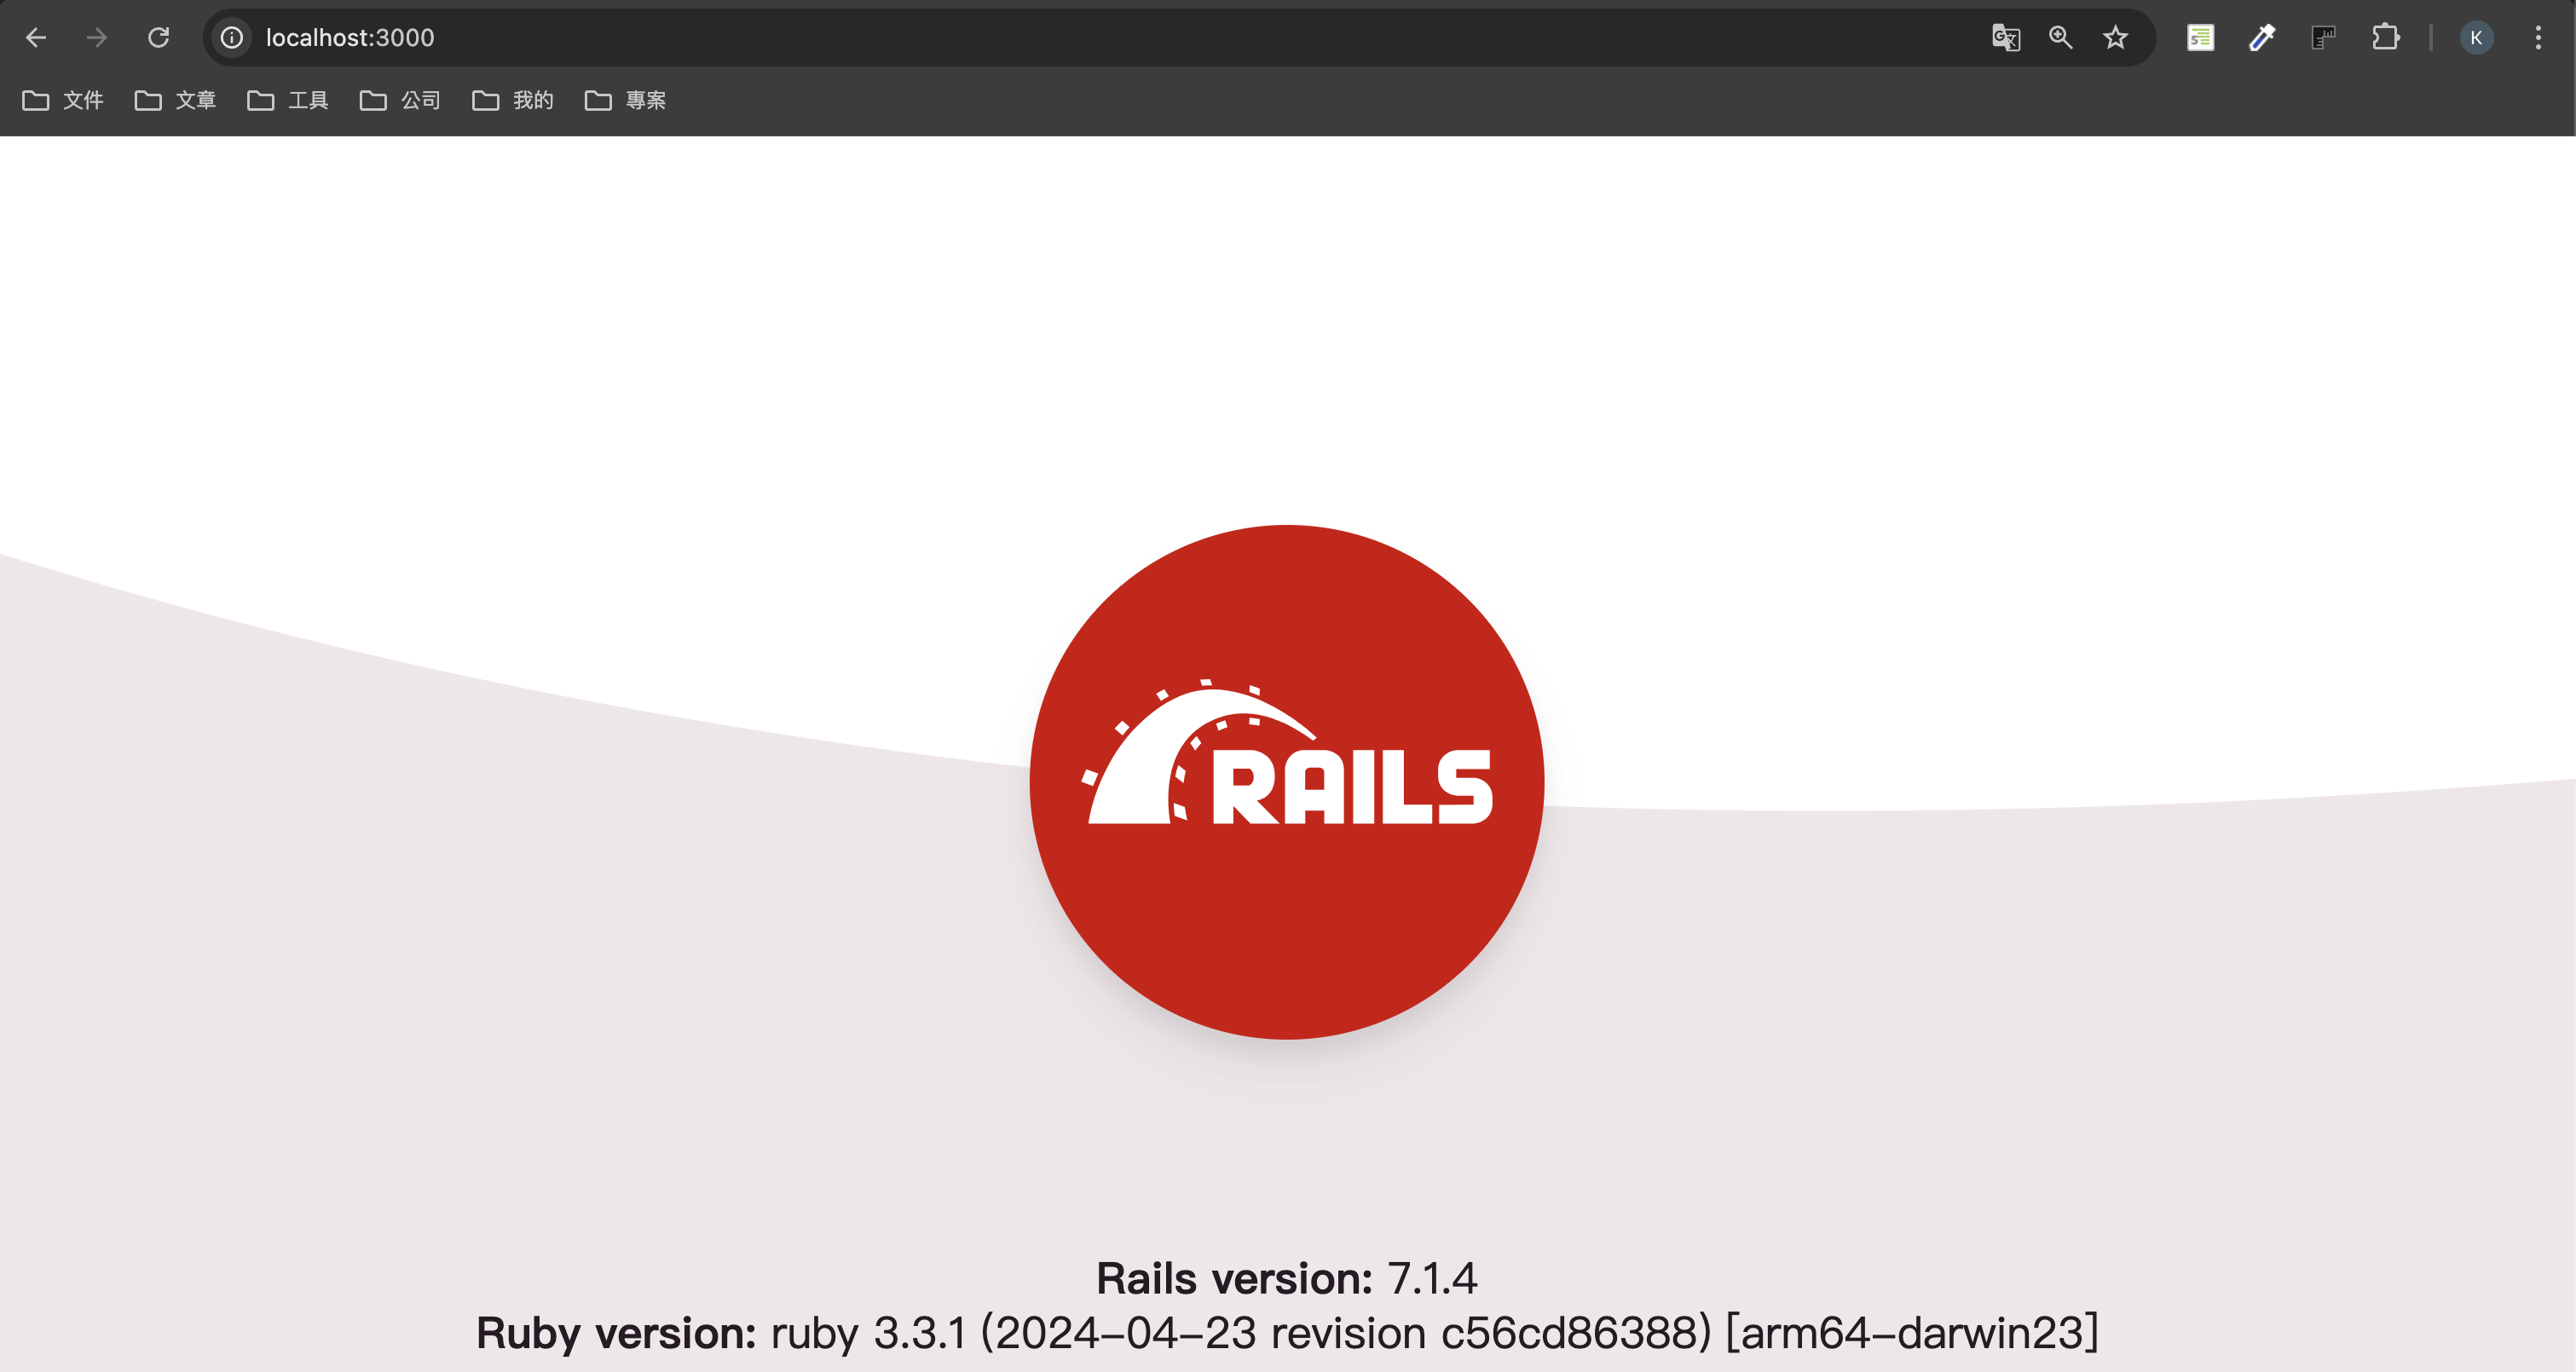 localhost:3000
K
文件 文章 工具 公司 我的 專案
RAILS
Rails version: 7.1.4
Ruby version: ruby 3.3.1 (2024-04-23 revision c56cd86388) [arm64-darwin23]